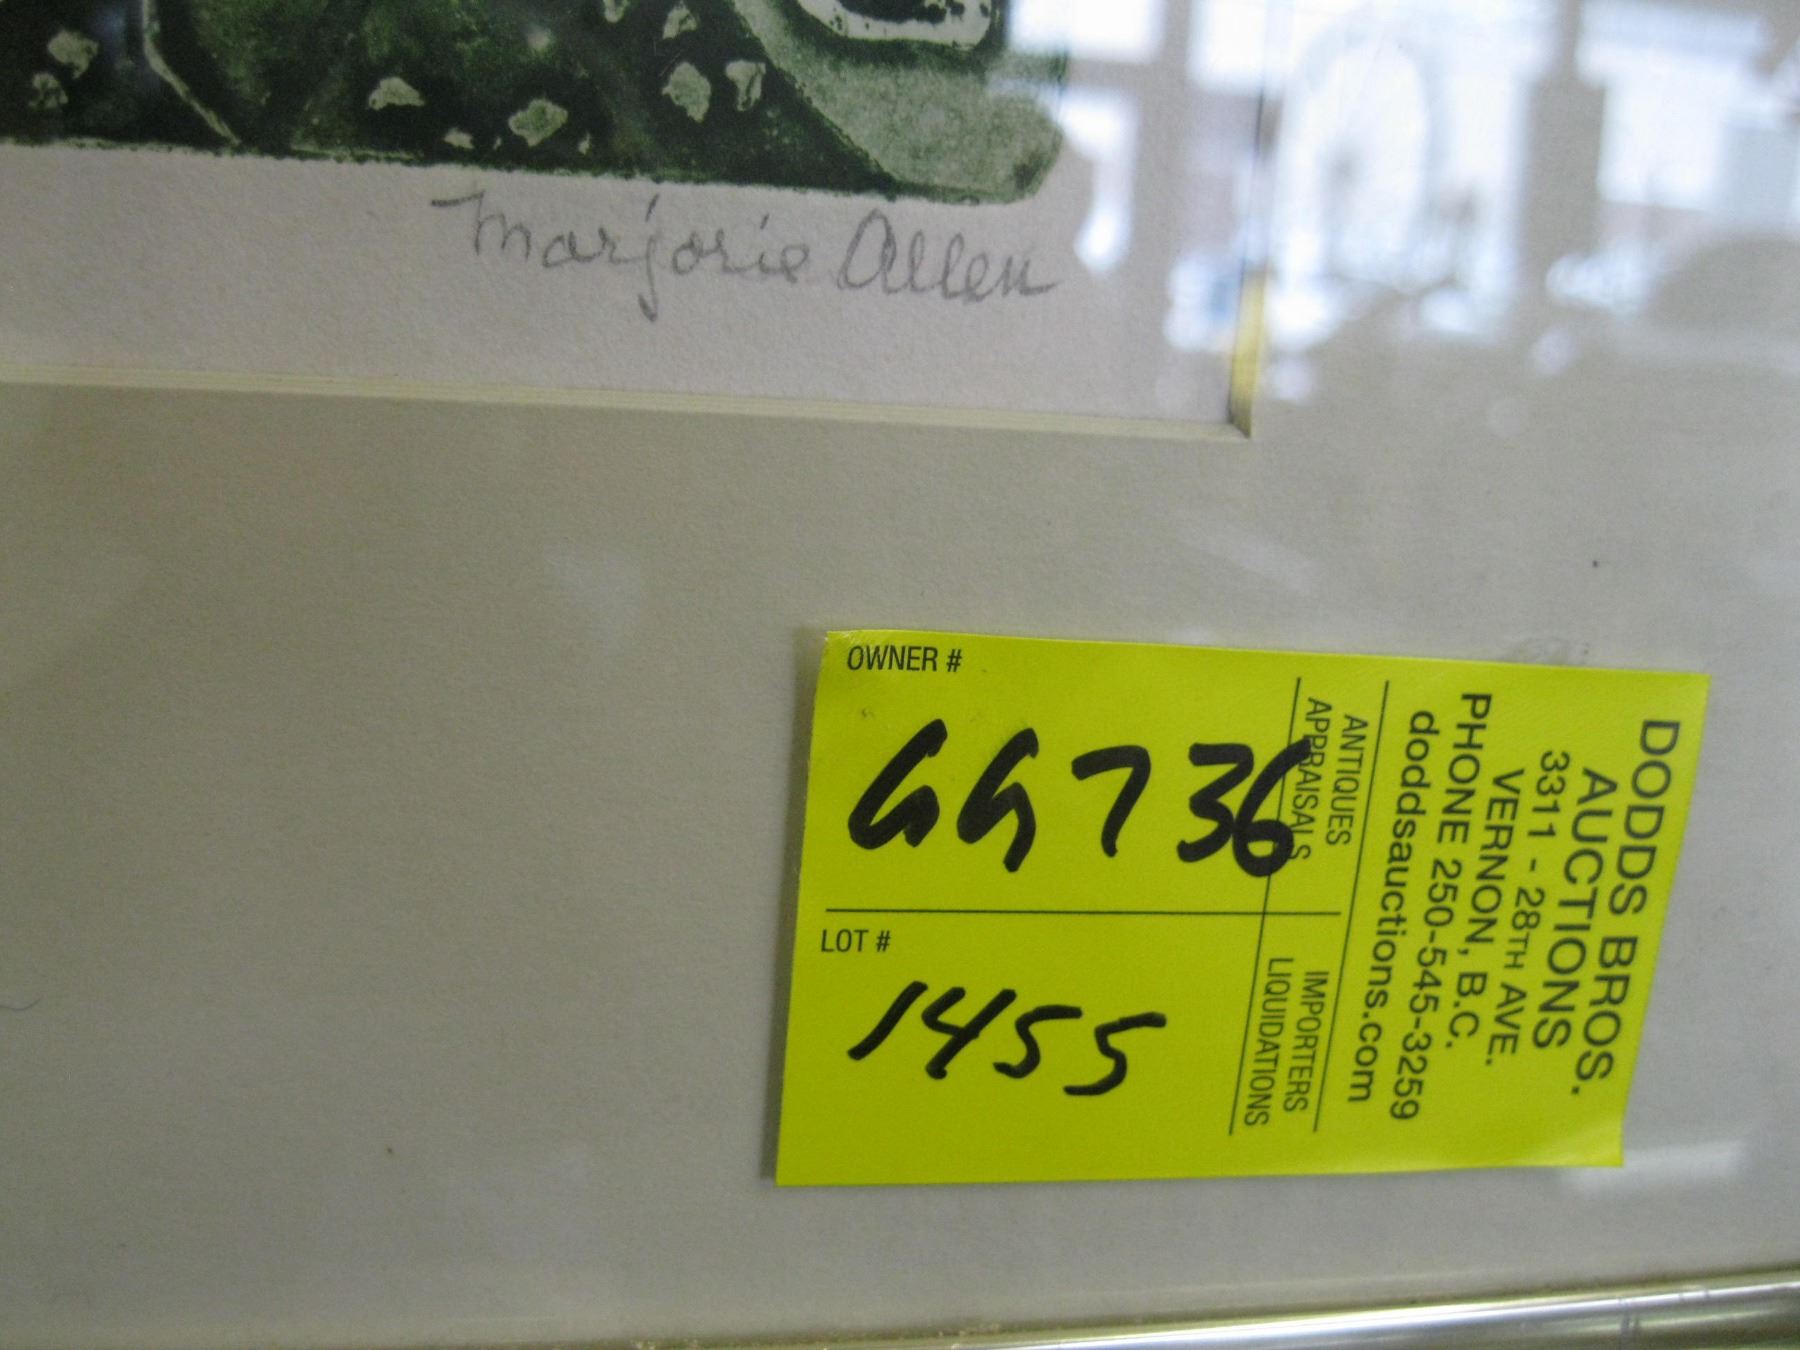 Marjorie Allen
OWNER #
GG736
LOT #
1455
ANTIQUES
APPRAISALS
IMPORTERS
LIQUIDATIONS
DODDS BROS.
AUCTIONS
3311 - 28TH AVE.
VERNON, B.C.
PHONE 250-545-3259
doddsauctions.com